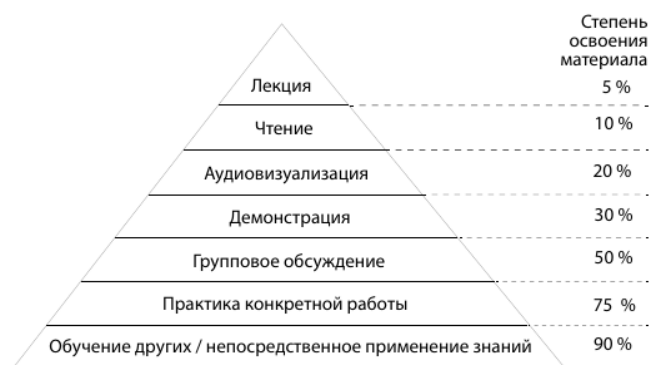 Степень
освоения
материала
Лекция 5 %
Чтение 10 %
Аудиовизуализация 20 %
Демонстрация 30 %
Групповое обсуждение 50 %
Практика конкретной работы 75 %
Обучение других / непосредственное применение знаний 90 %